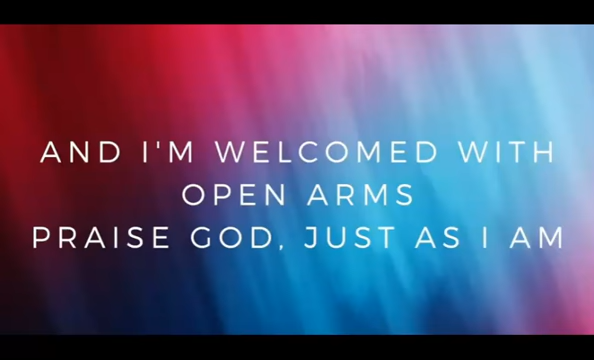 AND I'M WELCOMED WITH
OPEN ARMS
PRAISE GOD, JUST AS I AM